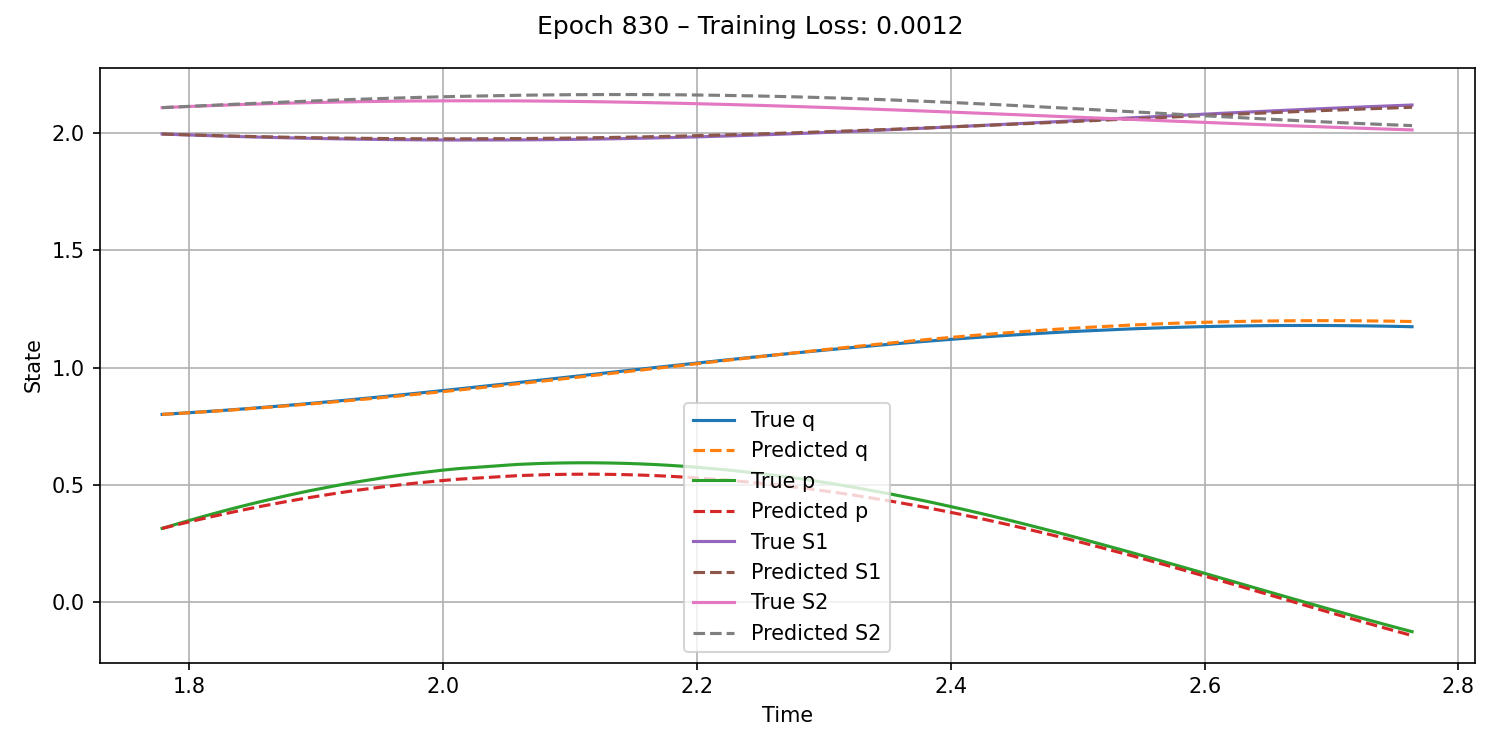 Epoch 830 – Training Loss: 0.0012
2.0
1.5
1.0
0.5
0.0
State
True q
Predicted q
True p
Predicted p
True S1
Predicted S1
True S2
Predicted S2
1.8 2.0 2.2 2.4 2.6 2.8
Time